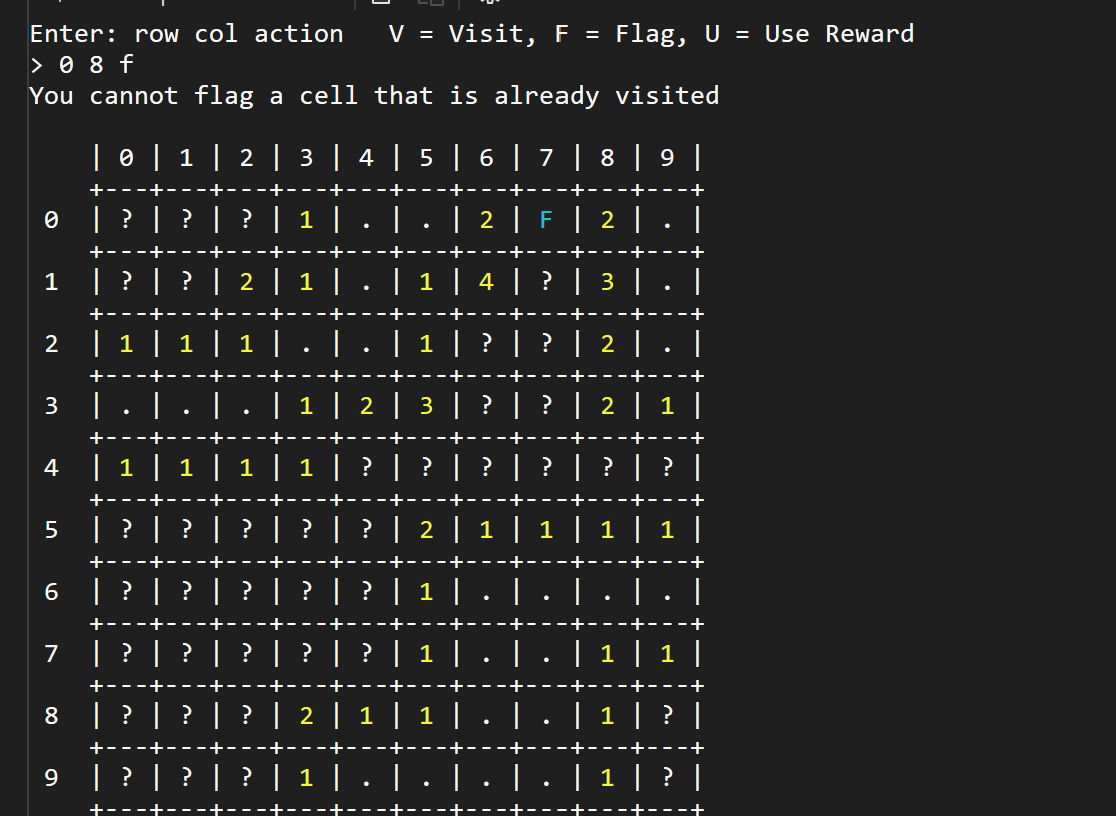 Enter: row col action   V = Visit, F = Flag, U = Use Reward
> 0 8 f
You cannot flag a cell that is already visited
    | 0 | 1 | 2 | 3 | 4 | 5 | 6 | 7 | 8 | 9 |
    +---+---+---+---+---+---+---+---+---+---+
 0  | ? | ? | ? | 1 | . | . | 2 | F | 2 | . |
    +---+---+---+---+---+---+---+---+---+---+
 1  | ? | ? | 2 | 1 | . | 1 | 4 | ? | 3 | . |
    +---+---+---+---+---+---+---+---+---+---+
 2  | 1 | 1 | 1 | . | . | 1 | ? | ? | 2 | . |
    +---+---+---+---+---+---+---+---+---+---+
 3  | . | . | . | 1 | 2 | 3 | ? | ? | 2 | 1 |
    +---+---+---+---+---+---+---+---+---+---+
 4  | 1 | 1 | 1 | 1 | ? | ? | ? | ? | ? | ? |
    +---+---+---+---+---+---+---+---+---+---+
 5  | ? | ? | ? | ? | ? | 2 | 1 | 1 | 1 | 1 |
    +---+---+---+---+---+---+---+---+---+---+
 6  | ? | ? | ? | ? | ? | 1 | . | . | . | . |
    +---+---+---+---+---+---+---+---+---+---+
 7  | ? | ? | ? | ? | ? | 1 | . | . | 1 | 1 |
    +---+---+---+---+---+---+---+---+---+---+
 8  | ? | ? | ? | 2 | 1 | 1 | . | . | 1 | ? |
    +---+---+---+---+---+---+---+---+---+---+
 9  | ? | ? | ? | 1 | . | . | . | . | 1 | ? |
    +---+---+---+---+---+---+---+---+---+---+